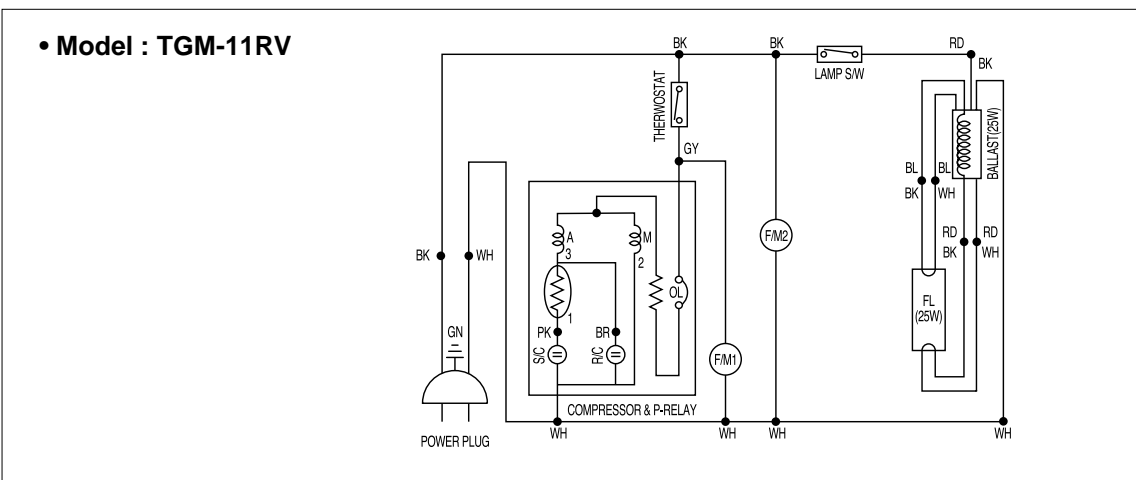 • Model : TGM-11RV
BK
BK
RD
BK
LAMP S/W
THERWOSTAT
BALLAST(25W)
GY
BL
BL
BK
WH
A
M
3
2
F/M2
RD
RD
BK
WH
BK
WH
OL
FL
(25W)
1
GN
PK
BR
S/C
R/C
F/M1
COMPRESSOR & P-RELAY
POWER PLUG
WH
WH
WH
WH